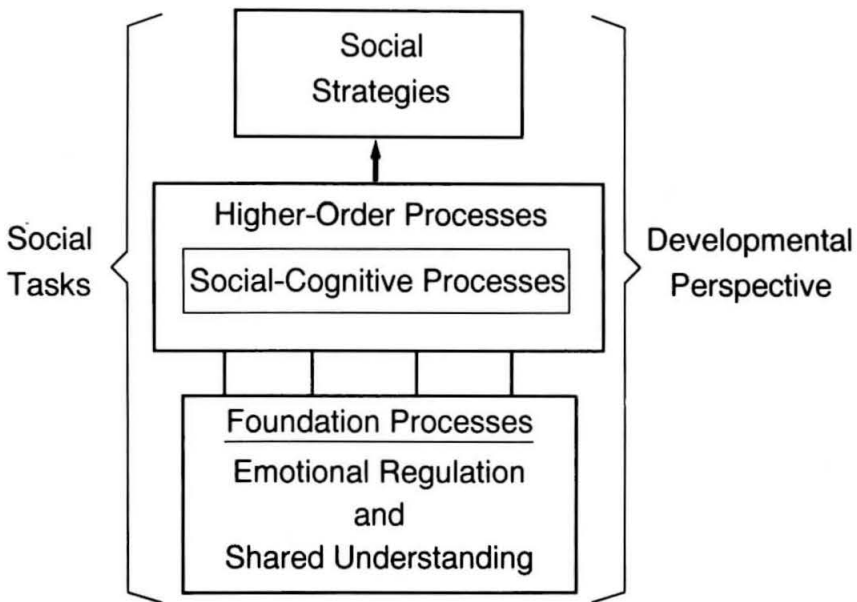 Social
Strategies
Higher-Order Processes
Social-Cognitive Processes
Social
Tasks
Developmental
Perspective
Foundation Processes
Emotional Regulation
and
Shared Understanding